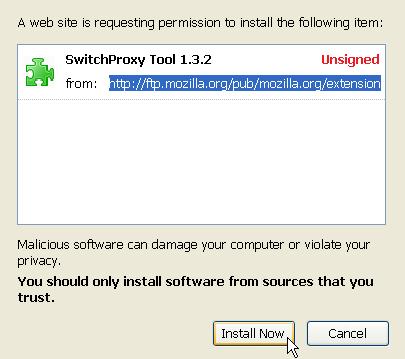 A web site is requesting permission to install the following item:
SwitchProxy Tool 1.3.2 Unsigned
from: http://ftp.mozilla.org/pub/mozilla.org/extension
Malicious software can damage your computer or violate your
privacy.
You should only install software from sources that you
trust.
Install Now Cancel